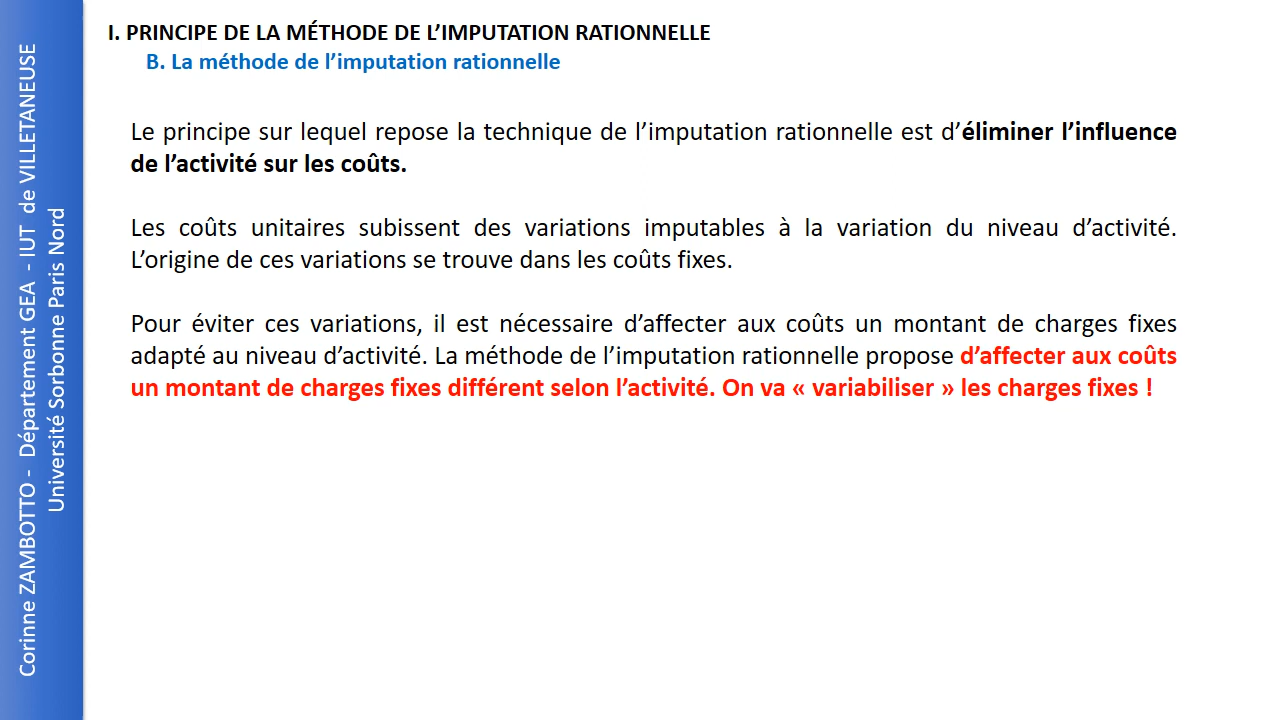 I. PRINCIPE DE LA MÉTHODE DE L’IMPUTATION RATIONNELLE
B. La méthode de l’imputation rationnelle
Le principe sur lequel repose la technique de l’imputation rationnelle est d’éliminer l’influence
de l’activité sur les coûts.
Les coûts unitaires subissent des variations imputables à la variation du niveau d’activité.
L’origine de ces variations se trouve dans les coûts fixes.
Pour éviter ces variations, il est nécessaire d’affecter aux coûts un montant de charges fixes
adapté au niveau d’activité. La méthode de l’imputation rationnelle propose d’affecter aux coûts
un montant de charges fixes différent selon l’activité. On va « variabiliser » les charges fixes !
Corinne ZAMBOTTO - Département GEA - IUT de VILLETANEUSE
Université Sorbonne Paris Nord